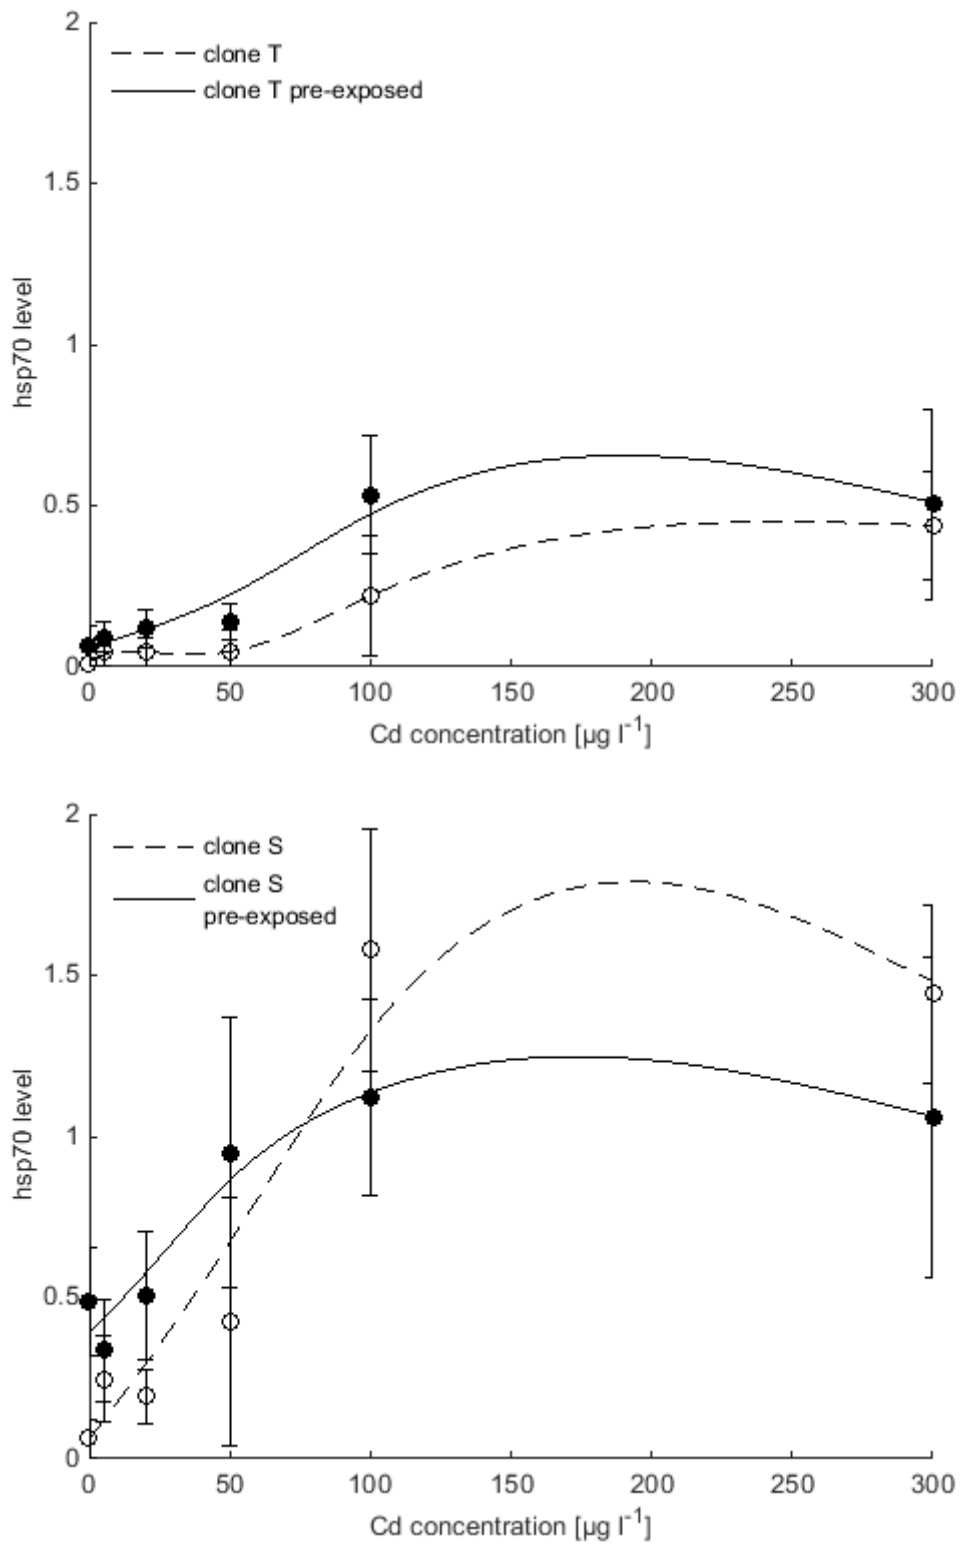 2
clone T
clone T pre-exposed
1.5
1
hsp70 level
0.5
0
0 50 100 150 200 250 300
Cd concentration [µg l⁻¹]
2
clone S
clone S
pre-exposed
1.5
1
hsp70 level
0.5
0
0 50 100 150 200 250 300
Cd concentration [µg l⁻¹]